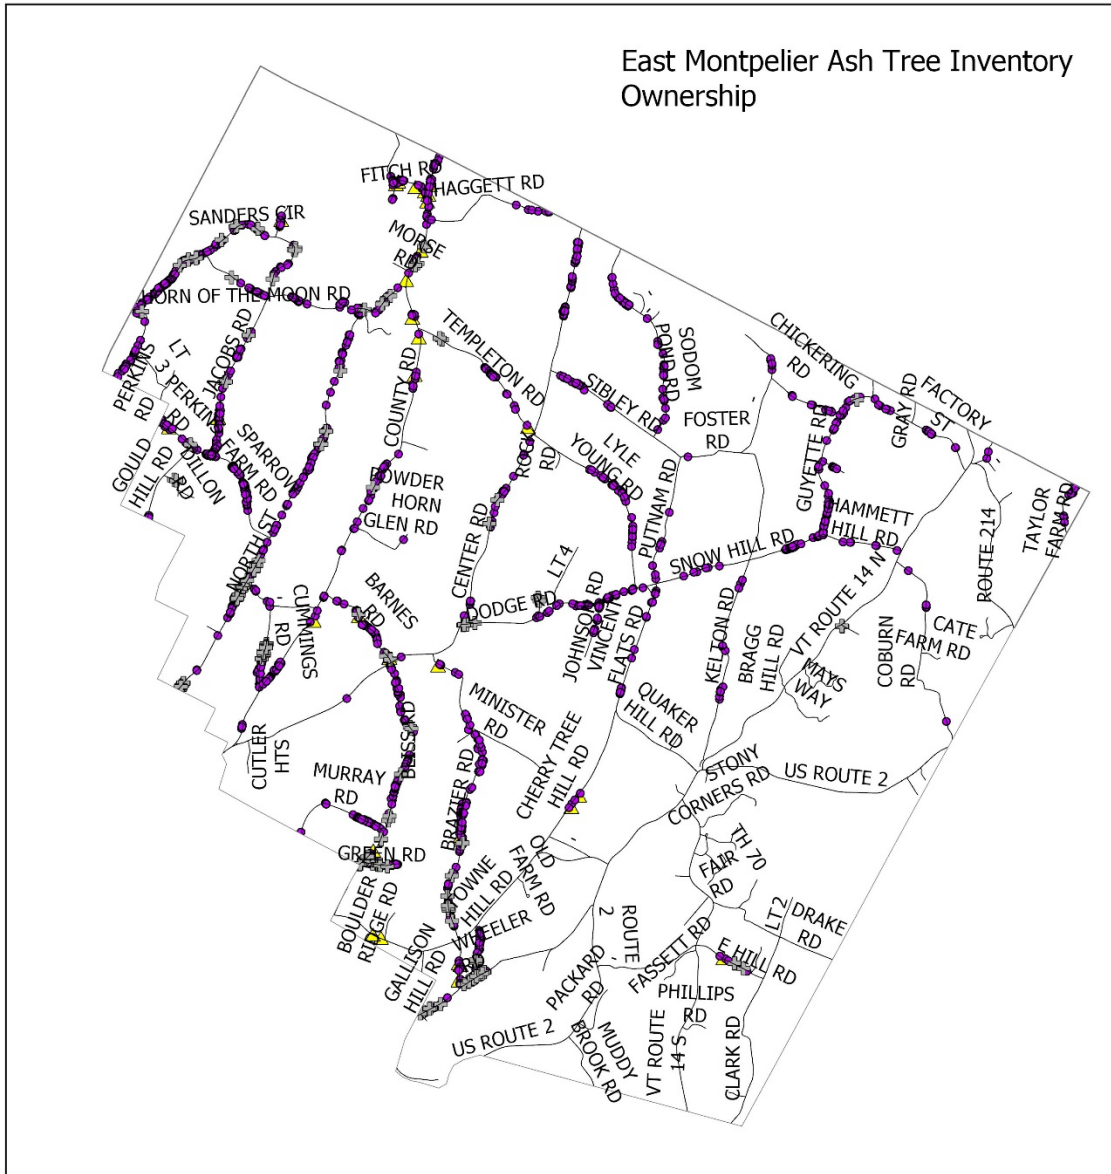 East Montpelier Ash Tree Inventory
Ownership
FITCH RD
HAGGETT RD
SANDERS CIR
MORSE
RD
HORN OF THE MOON RD
CHICKERING
RD
TEMPLETON RD
SODOM
POND RD
SIBLEY RD
FACTORY
ST
GRAY RD
PERKINS
RD
LT
3
JACOBS RD
COUNTY RD
FOSTER
RD
PERKINS
FARM RD
SPARROW
GOULD
HILL RD
DILLON
RD
ROCK
RD
LYLE
YOUNG RD
GUYETTE RD
POWDER
HORN
GLEN RD
PUTNAM RD
HAMMETT
HILL RD
TAYLOR
FARM RD
ROUTE 214
NORTH ST
CENTER RD
LT4
SNOW HILL RD
VT ROUTE 14 N
CUMMINGS
RD
BARNES
RD
DODGE RD
JOHNSON
RD
VINCENT
FLATS RD
KELTON RD
BRAGG
HILL RD
MAYS
WAY
COBURN
RD
CATE
FARM RD
CUTLER
HTS
BLISS RD
MINISTER
RD
QUAKER
HILL RD
CHERRY TREE
HILL RD
STONY
CORNERS RD
US ROUTE 2
MURRAY
RD
BRAZIER RD
GREEN RD
OLD
FARM RD
TH 70
FAIR
RD
BOULDER
RIDGE RD
TOWNE
HILL RD
WHEELER
RD
GALLISON
HILL RD
ROUTE
2
LT2
DRAKE
RD
PACKARD
RD
FASSETT RD
E HILL RD
PHILLIPS
RD
US ROUTE 2
MUDDY
BROOK RD
VT ROUTE
14 S
CLARK RD